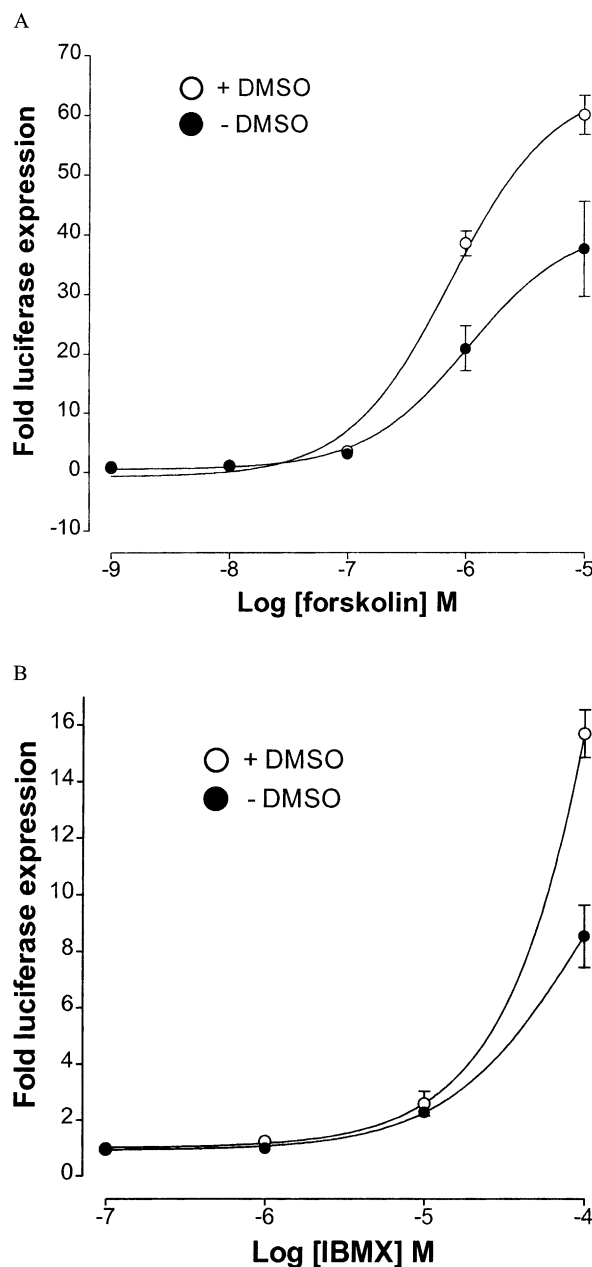 A
70
60
50
40
30
20
10
0
-10
Fold luciferase expression
+ DMSO
- DMSO
-9 -8 -7 -6 -5
Log [forskolin] M
B
16
14
12
10
8
6
4
2
0
Fold luciferase expression
+ DMSO
- DMSO
-7 -6 -5 -4
Log [IBMX] M